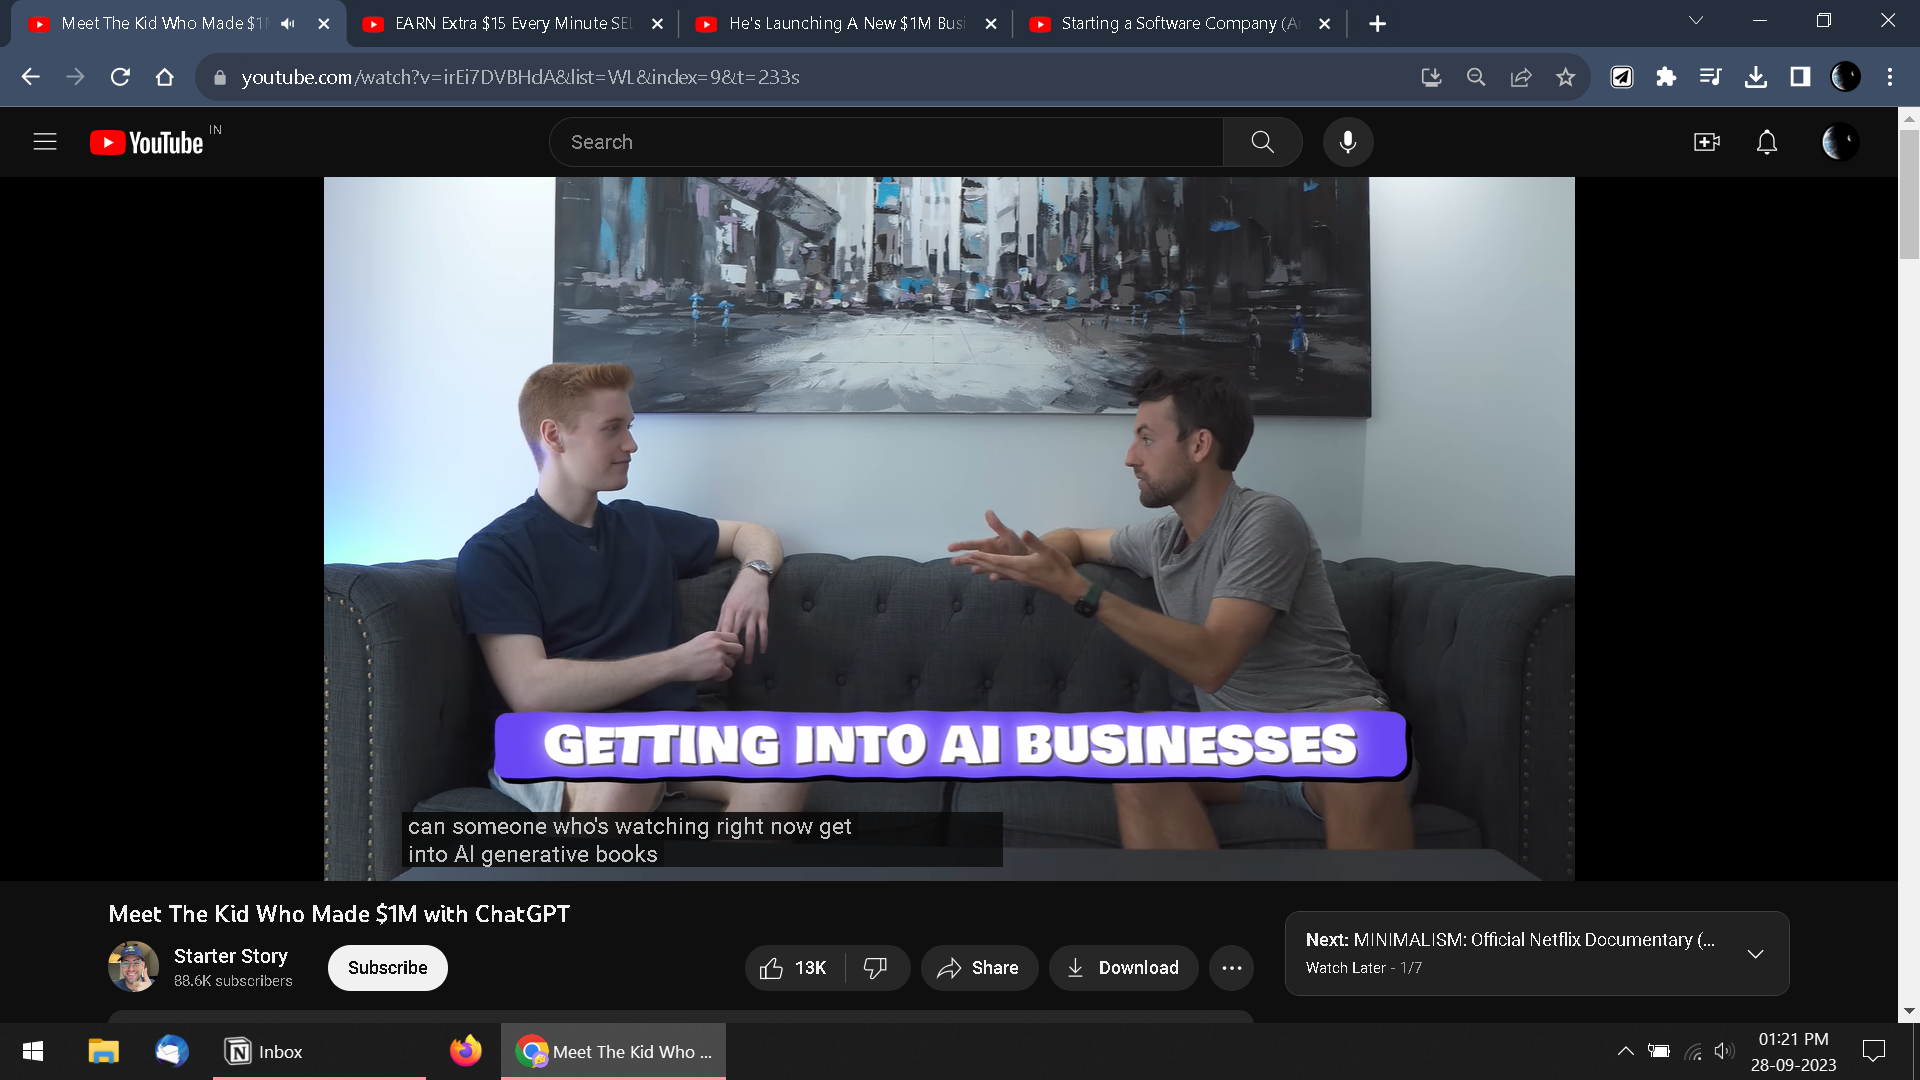 Meet The Kid Who Made $1M
EARN Extra $15 Every Minute SEL
He's Launching A New $1M Busi
Starting a Software Company (A
youtube.com/watch?v=irEi7DVBHdA&list=WL&index=9&t=233s
YouTube IN
Search
GETTING INTO AI BUSINESSES
can someone who's watching right now get
into AI generative books
Meet The Kid Who Made $1M with ChatGPT
Starter Story
88.6K subscribers
Subscribe
13K
Share
Download
Next: MINIMALISM: Official Netflix Documentary (...
Watch Later - 1/7
Inbox
Meet The Kid Who ...
01:21 PM
28-09-2023